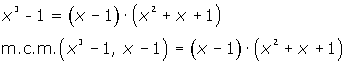 x³ - 1 = (x - 1) · (x² + x + 1)
m.c.m.(x³ - 1, x - 1) = (x - 1) · (x² + x + 1)